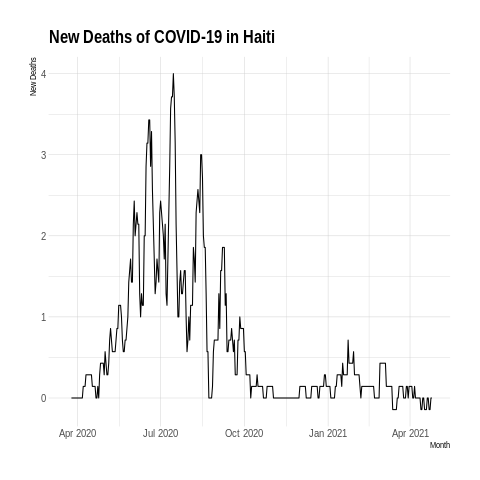 New Deaths of COVID-19 in Haiti
New Deaths
4
3
2
1
0
Apr 2020 Jul 2020 Oct 2020 Jan 2021 Apr 2021
Month